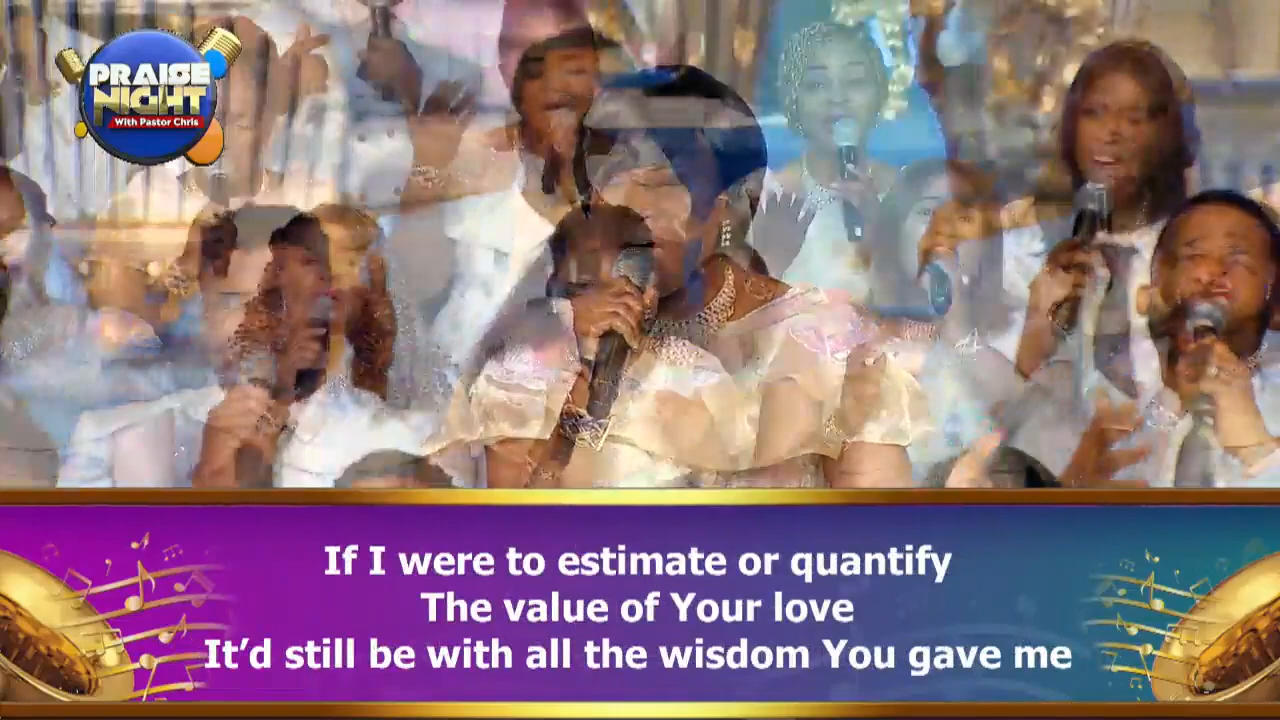 PRAISE
NIGHT
With Pastor Chris
If I were to estimate or quantify
The value of Your love
It'd still be with all the wisdom You gave me